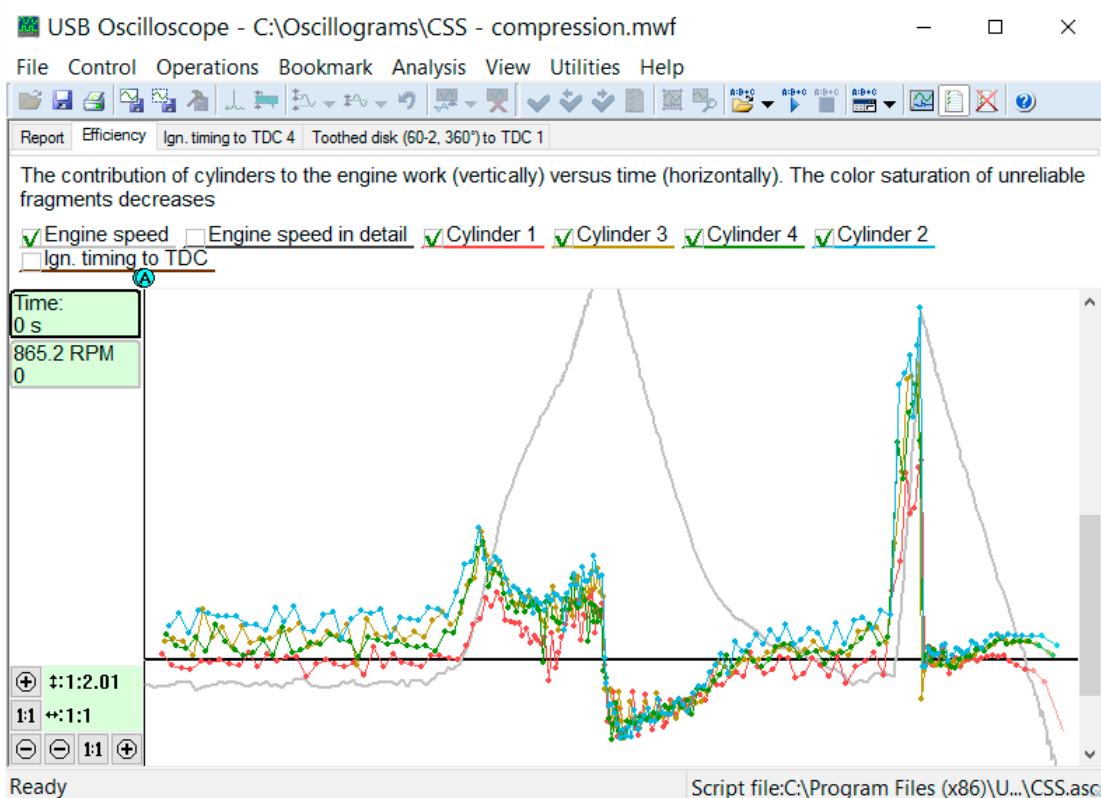 USB Oscilloscope - C:\Oscillograms\CSS - compression.mwf
File Control Operations Bookmark Analysis View Utilities Help
A:B+C A:B+C A:B+C A:B+C
Report Efficiency Ign. timing to TDC 4 Toothed disk (60-2, 360°) to TDC 1
The contribution of cylinders to the engine work (vertically) versus time (horizontally). The color saturation of unreliable
fragments decreases
Engine speed Engine speed in detail Cylinder 1 Cylinder 3 Cylinder 4 Cylinder 2
Ign. timing to TDC
A
Time:
0 s
865.2 RPM
0
↕:1:2.01
1:1 ↔:1:1
1:1
Ready Script file:C:\Program Files (x86)\U...\CSS.asc